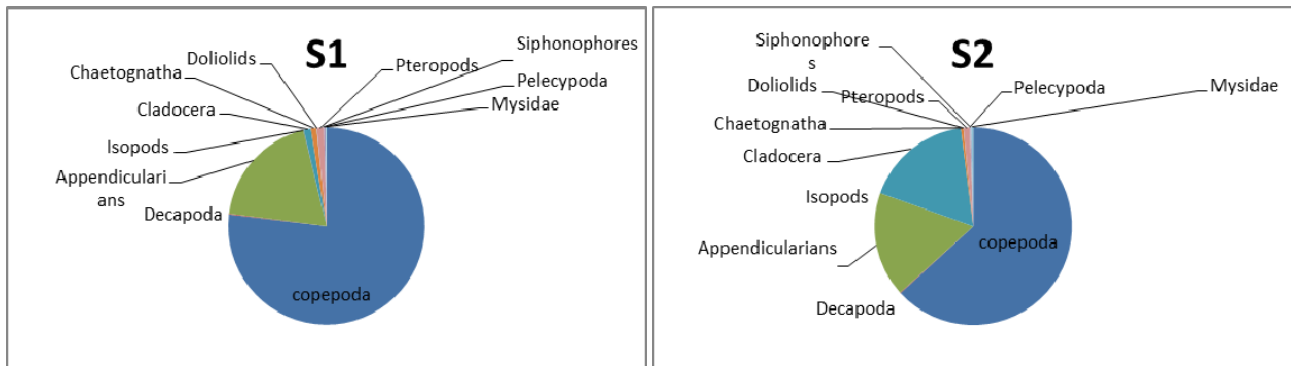 S1
Doliolids
Siphonophores
Pteropods
Chaetognatha
Pelecypoda
Cladocera
Mysidae
Isopods
Appendiculari
ans
Decapoda
copepoda
S2
Siphonophore
s
Doliolids
Pteropods
Pelecypoda
Mysidae
Chaetognatha
Cladocera
Isopods
copepoda
Appendicularians
Decapoda